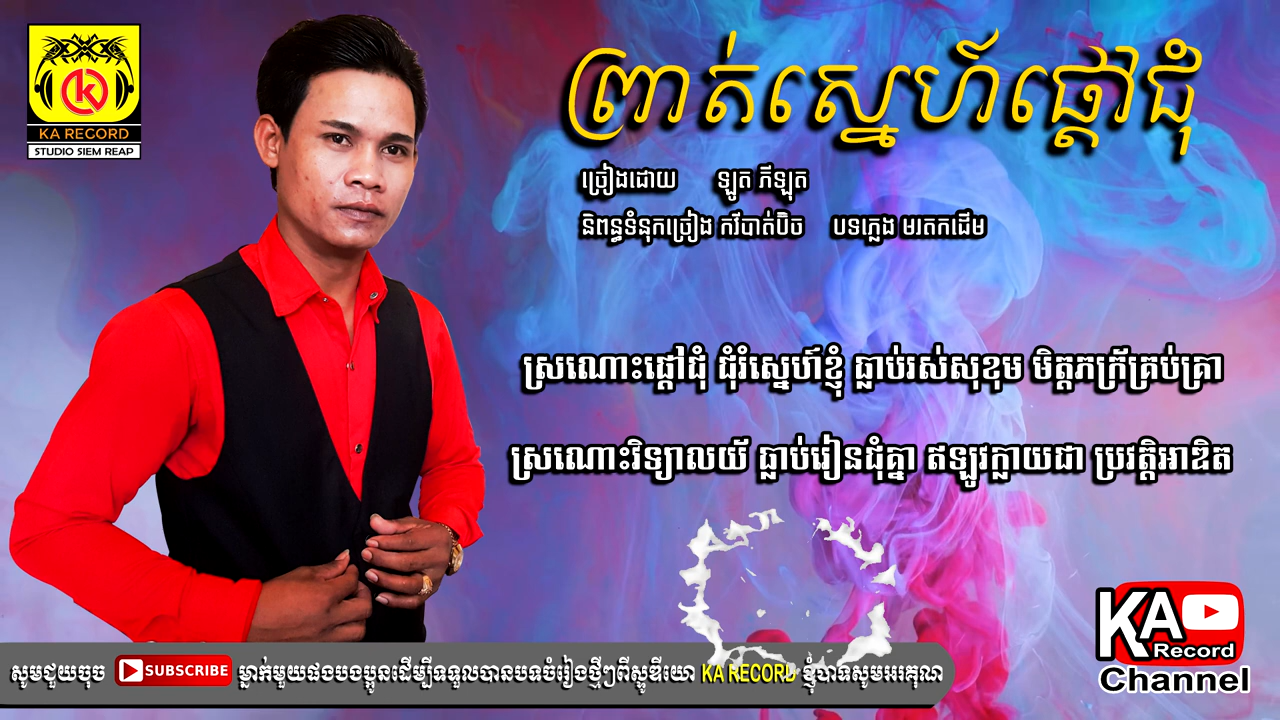 KA RECORD
STUDIO SIEM REAP
ព្រាត់ស្នេហ៍ផ្តៅជុំ
ច្រៀងដោយ ឡូត ភីឡុត
និពន្ធទំនុកច្រៀង កវីបាត់ប៊ិច បទភ្លេង មរតកដើម
ស្រណោះផ្តៅជុំ ជុំរំស្នេហ៍ខ្ញុំ ធ្លាប់រស់សុខុម មិត្តភក្រ័គ្រប់គ្រា
ស្រណោះវិទ្យាល័យ ធ្លាប់រៀនជុំគ្នា ឥឡូវក្លាយជា ប្រវត្តិអាឌិត
KA Record
Channel
សូមជួយចុច SUBSCRIBE ម្នាក់មួយផងបងប្អូនដើម្បីទទួលបានបទចំរៀងថ្មីៗពីស្តូឌីយោ KA RECORD ខ្ញុំបាទសូមអរគុណ